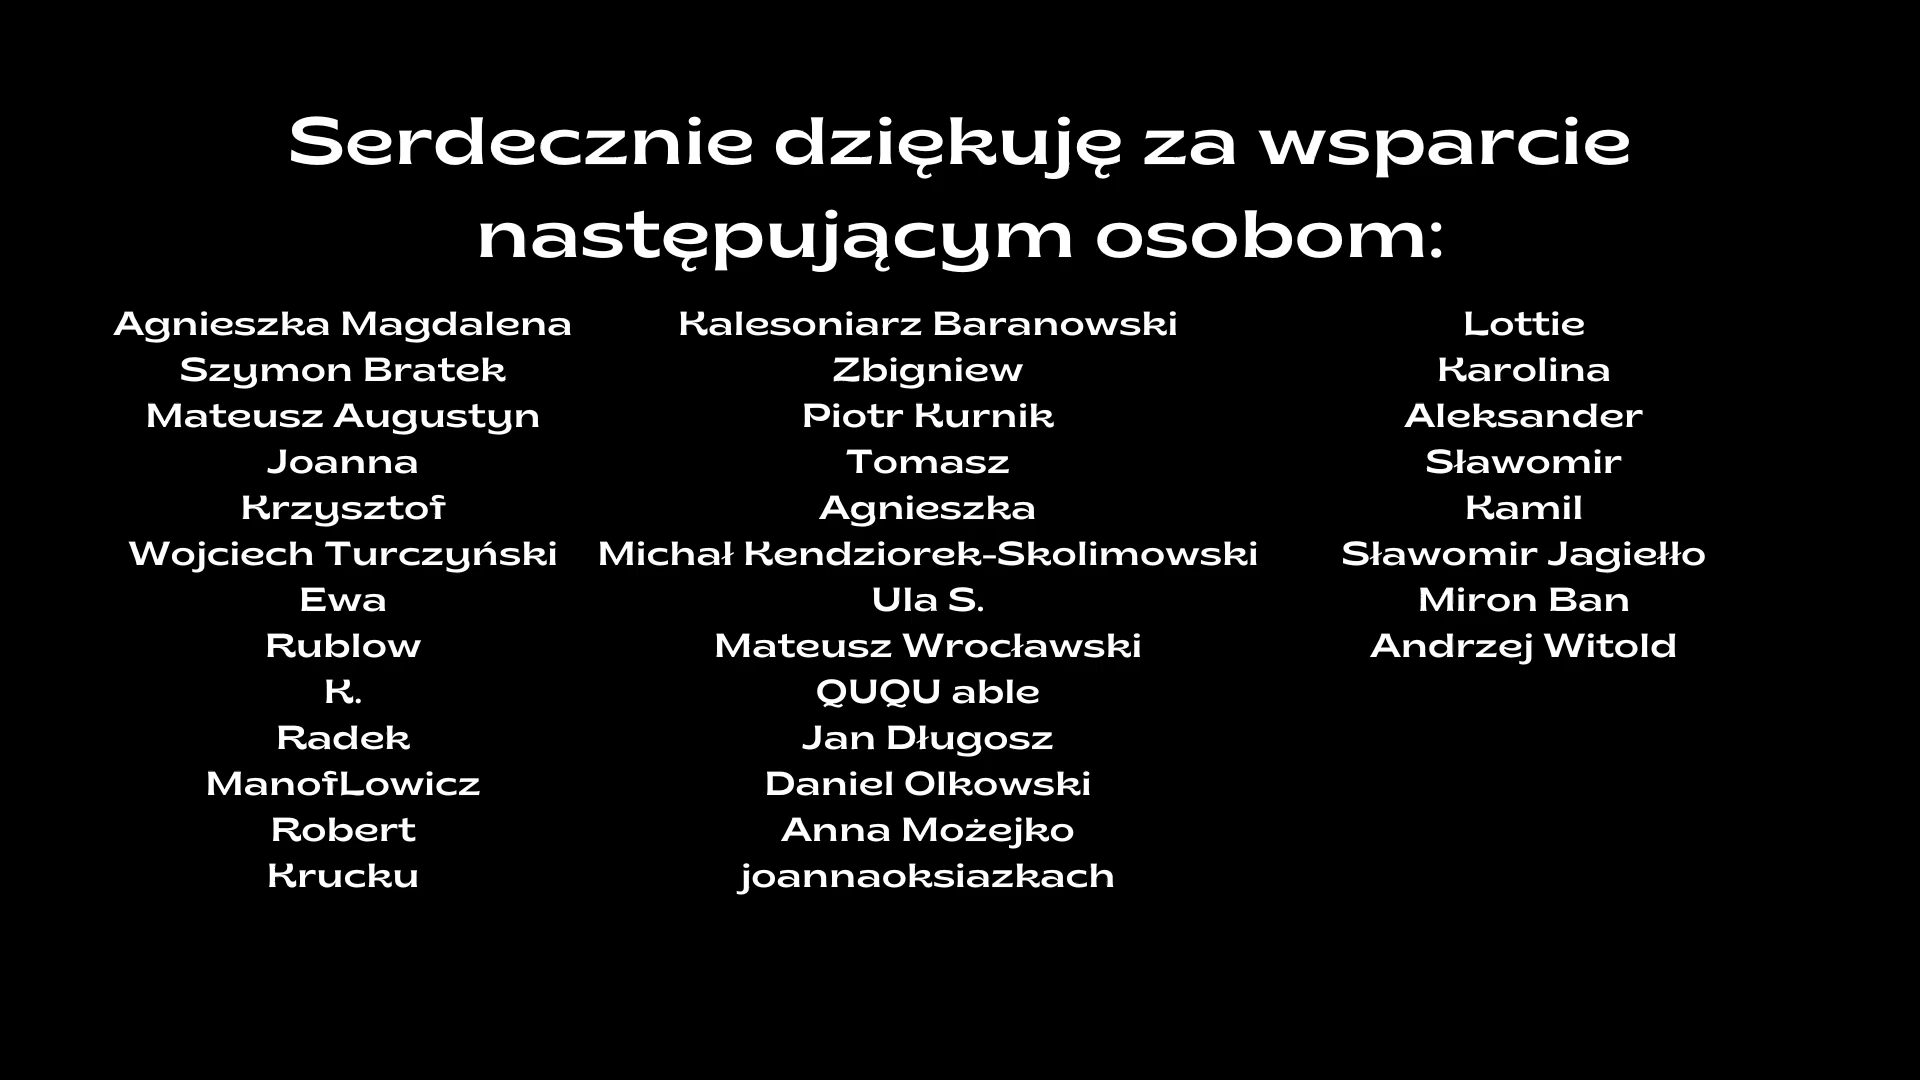 Serdecznie dziękuję za wsparcie
następującym osobom:
Agnieszka Magdalena
Szymon Bratek
Mateusz Augustyn
Joanna
Krzysztof
Wojciech Turczyński
Ewa
Rublow
K.
Radek
ManofLowicz
Robert
Krucku
Kalesoniarz Baranowski
Zbigniew
Piotr Kurnik
Tomasz
Agnieszka
Michał Kendziorek-Skolimowski
Ula S.
Mateusz Wrocławski
QUQU able
Jan Długosz
Daniel Olkowski
Anna Możejko
joannaoksiazkach
Lottie
Karolina
Aleksander
Sławomir
Kamil
Sławomir Jagiełło
Miron Ban
Andrzej Witold